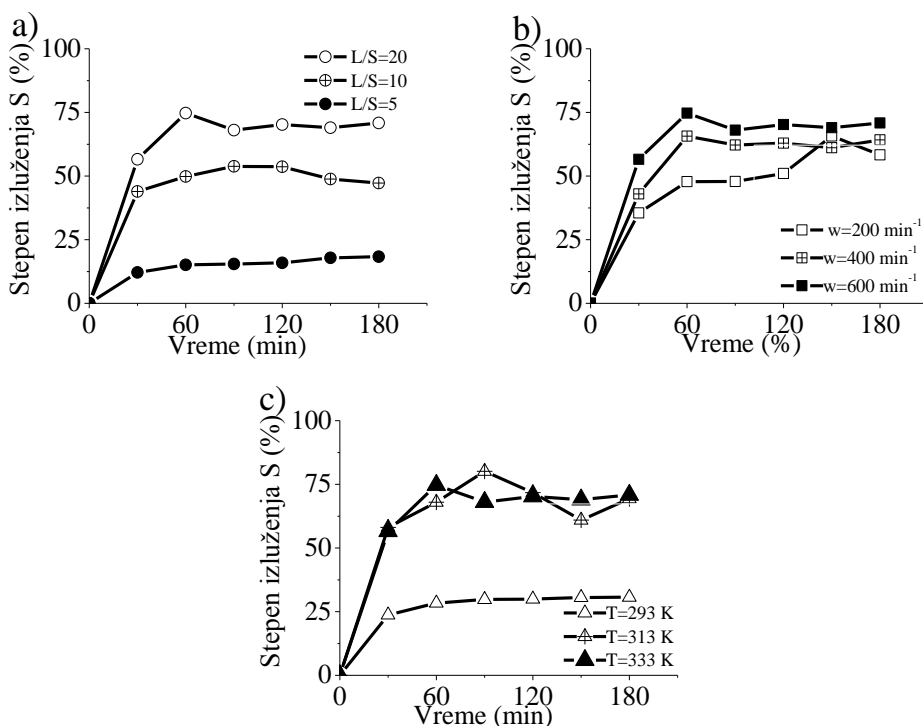 a)
100
75
50
25
0
Stepen izluženja S (%)
L/S=20
L/S=10
L/S=5
0 60 120 180
Vreme (min)
b)
100
75
50
25
0
Stepen izluženja S (%)
w=200 min⁻¹
w=400 min⁻¹
w=600 min⁻¹
0 60 120 180
Vreme (%)
c)
100
75
50
25
0
Stepen izluženja S (%)
T=293 K
T=313 K
T=333 K
0 60 120 180
Vreme (min)